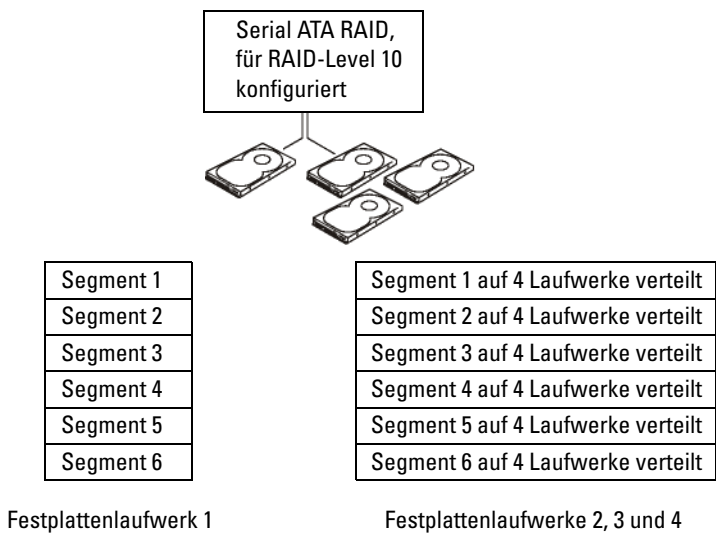 Serial ATA RAID,
für RAID-Level 10
konfiguriert
Segment 1
Segment 2
Segment 3
Segment 4
Segment 5
Segment 6
Festplattenlaufwerk 1
Segment 1 auf 4 Laufwerke verteilt
Segment 2 auf 4 Laufwerke verteilt
Segment 3 auf 4 Laufwerke verteilt
Segment 4 auf 4 Laufwerke verteilt
Segment 5 auf 4 Laufwerke verteilt
Segment 6 auf 4 Laufwerke verteilt
Festplattenlaufwerke 2, 3 und 4